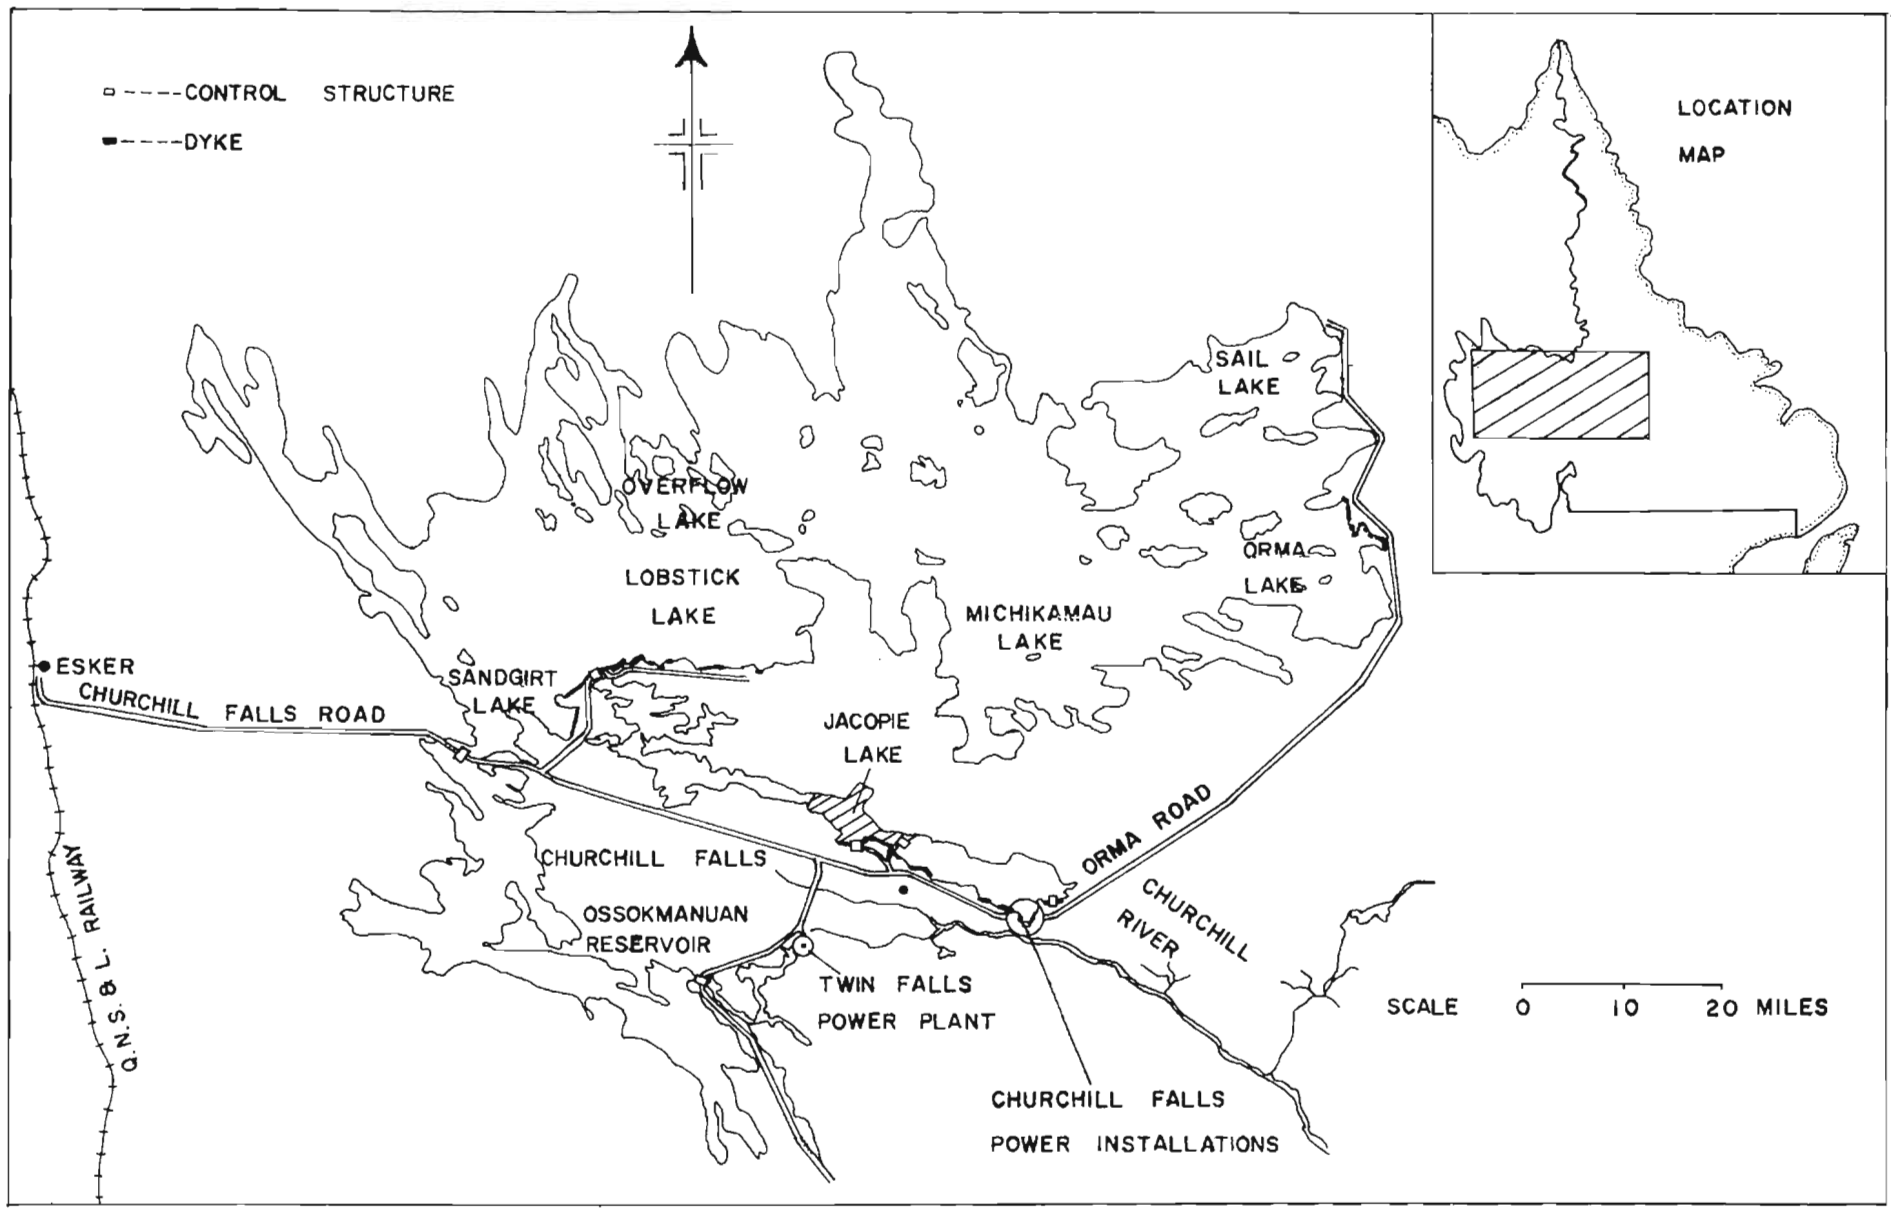 CONTROL STRUCTURE
DYKE
LOCATION
MAP
SAIL
LAKE
OVERFLOW
LAKE
ORMA
LAKE
LOBSTICK
LAKE
MICHIKAMAU
LAKE
ESKER
SANDGIRT
LAKE
CHURCHILL FALLS ROAD
JACOPIE
LAKE
ORMA ROAD
CHURCHILL FALLS
CHURCHILL
RIVER
OSSOKMANUAN
RESERVOIR
Q.N.S. & L. RAILWAY
TWIN FALLS
POWER PLANT
SCALE 0 10 20 MILES
CHURCHILL FALLS
POWER INSTALLATIONS